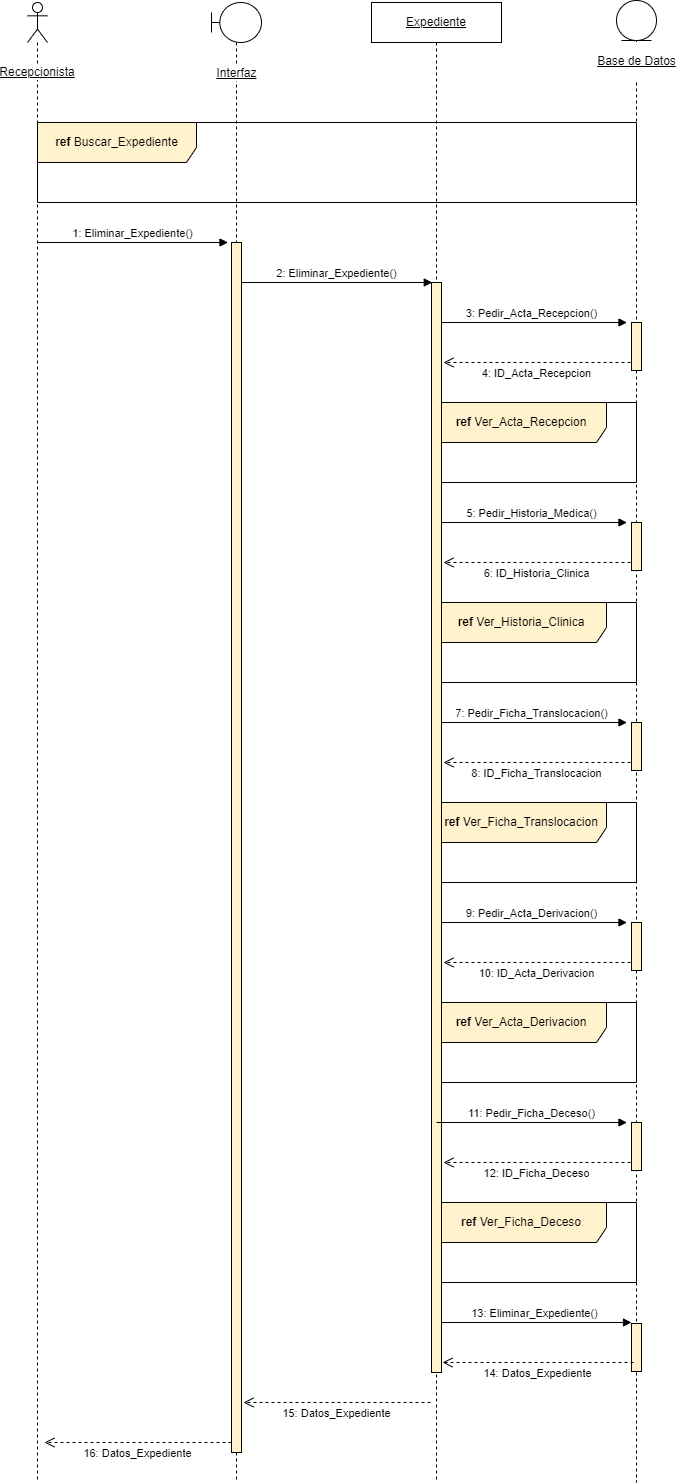 Recepcionista
Interfaz
Expediente
Base de Datos
ref Buscar_Expediente
1: Eliminar_Expediente()
2: Eliminar_Expediente()
3: Pedir_Acta_Recepcion()
4: ID_Acta_Recepcion
ref Ver_Acta_Recepcion
5: Pedir_Historia_Medica()
6: ID_Historia_Clinica
ref Ver_Historia_Clinica
7: Pedir_Ficha_Translocacion()
8: ID_Ficha_Translocacion
ref Ver_Ficha_Translocacion
9: Pedir_Acta_Derivacion()
10: ID_Acta_Derivacion
ref Ver_Acta_Derivacion
11: Pedir_Ficha_Deceso()
12: ID_Ficha_Deceso
ref Ver_Ficha_Deceso
13: Eliminar_Expediente()
14: Datos_Expediente
15: Datos_Expediente
16: Datos_Expediente